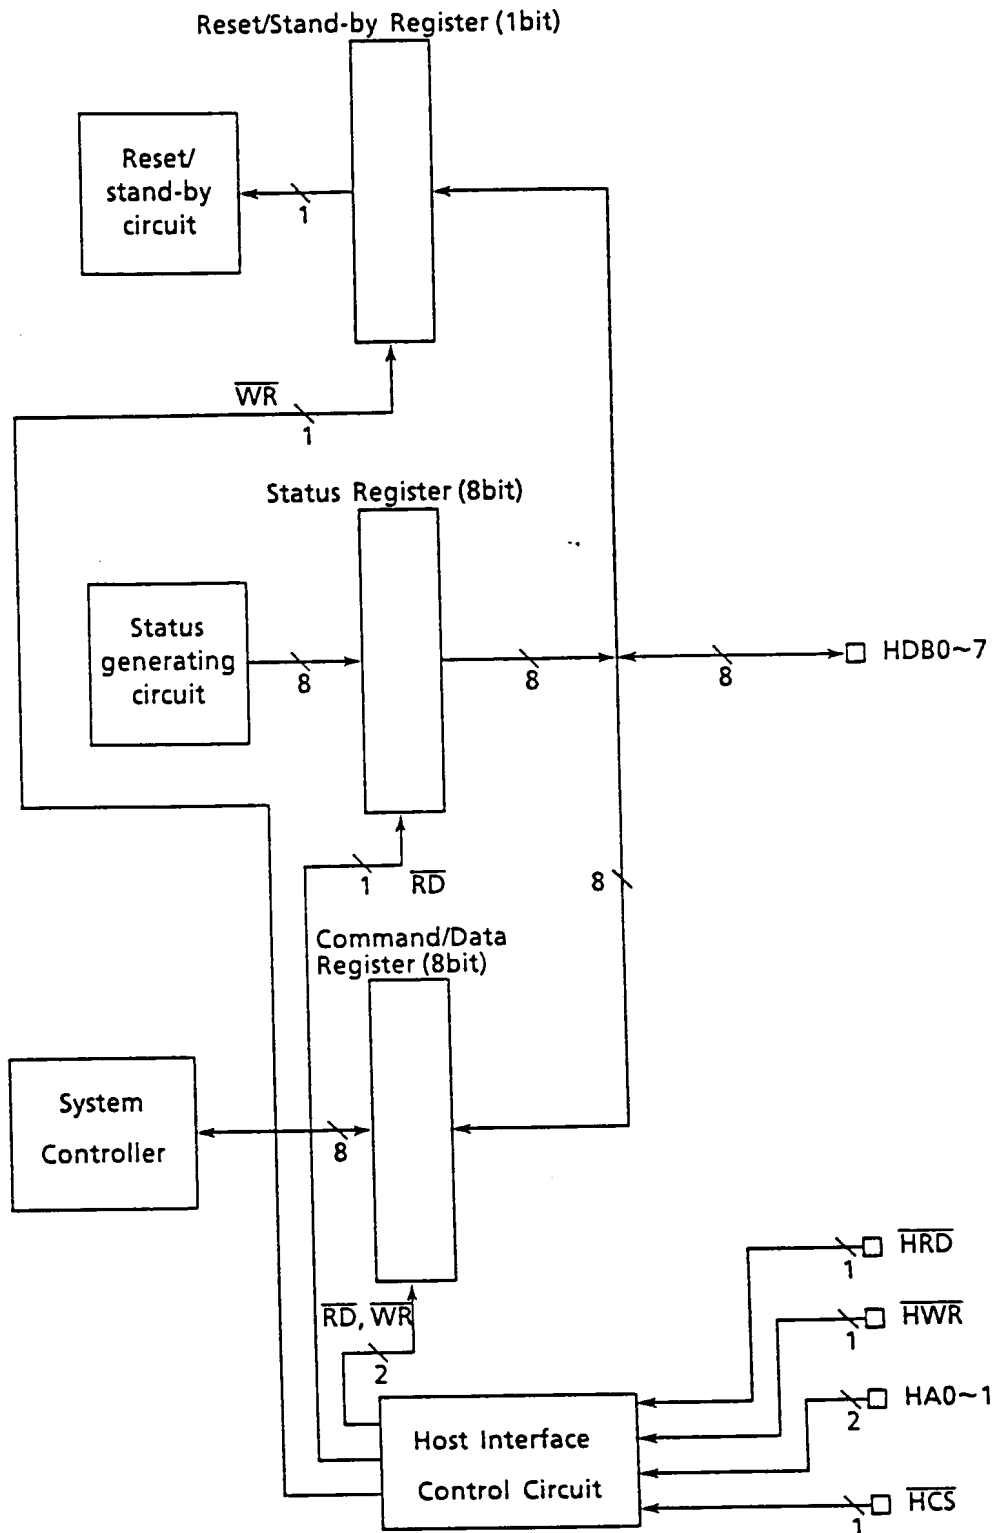 Reset/Stand-by Register (1bit)
Reset/
stand-by
circuit
1
WR
1
Status Register (8bit)
Status
generating
circuit
8
8
8
HDB0~7
1
RD
8
Command/Data
Register (8bit)
System
Controller
8
HRD
1
RD, WR
HWR
1
2
HA0~1
2
Host Interface
Control Circuit
HCS
1